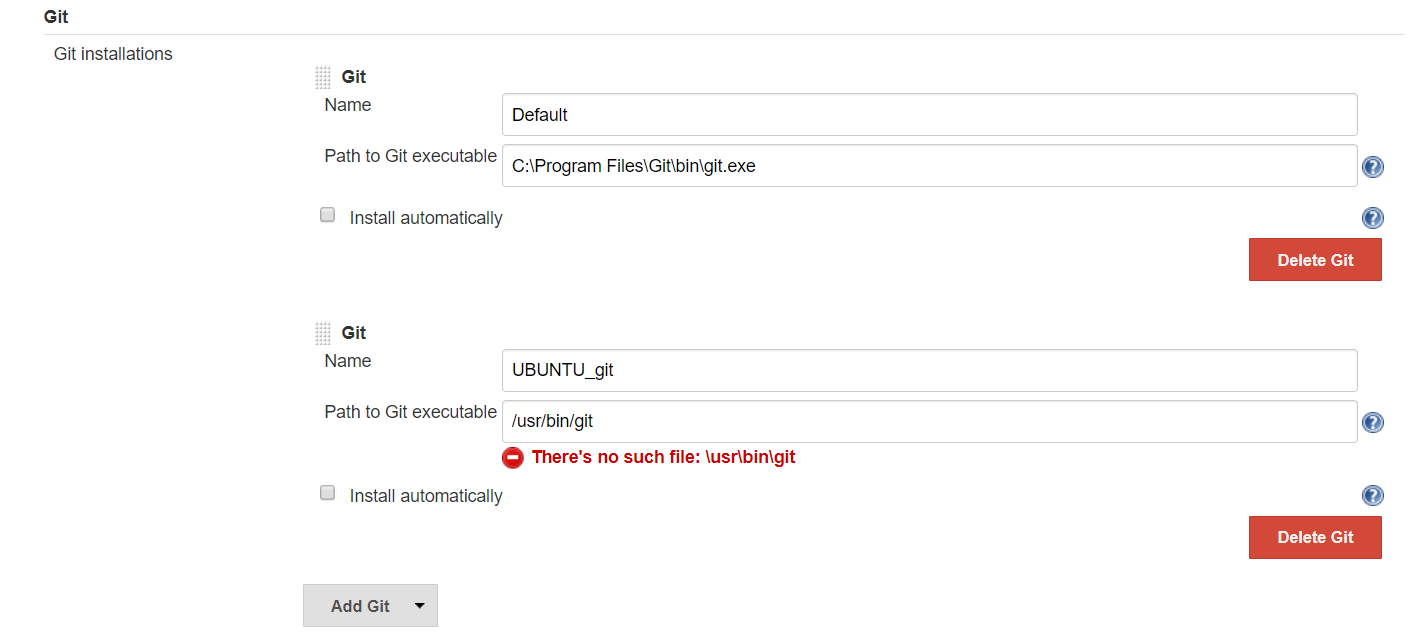 Git
Git installations
Git
Name
Default
Path to Git executable
C:\Program Files\Git\bin\git.exe
?
Install automatically
?
Delete Git
Git
Name
UBUNTU_git
Path to Git executable
/usr/bin/git
?
There's no such file: \usr\bin\git
Install automatically
?
Delete Git
Add Git